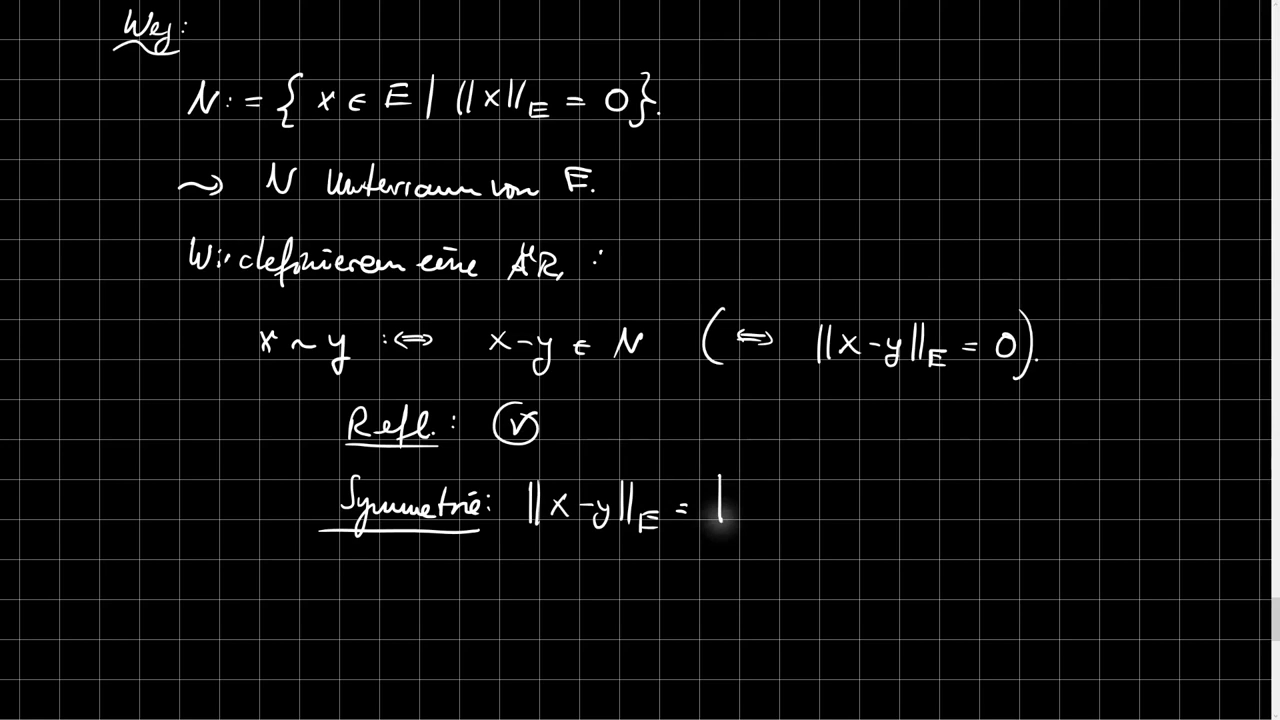 Weg:
N := { x ∈ E | ||x||_E = 0 }.
⇝ N Unterraum von E.
Wir definieren eine ÄR :
x ~ y :⇔ x - y ∈ N ( ⇔ ||x - y||_E = 0 ).
Refl. : ✓
Symmetrie: ||x - y||_E = |